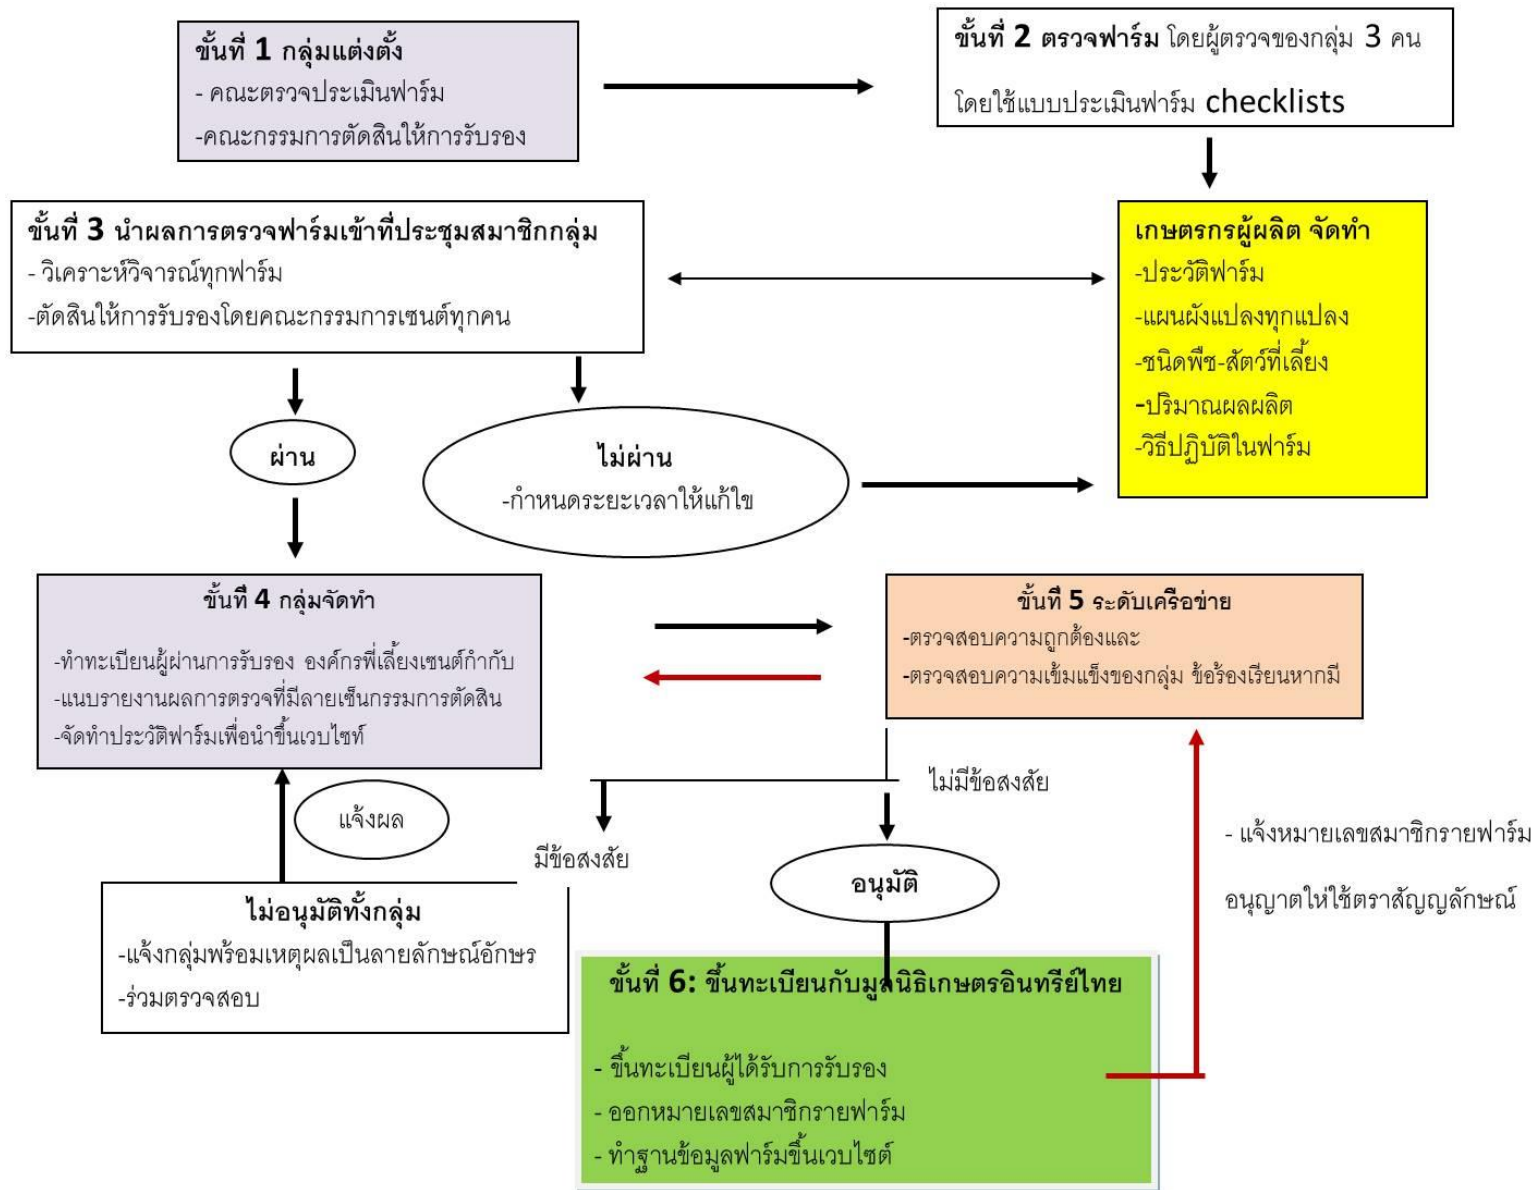 ขั้นที่ 1 กลุ่มแต่งตั้ง
- คณะตรวจประเมินฟาร์ม
-คณะกรรมการตัดสินให้การรับรอง
ขั้นที่ 2 ตรวจฟาร์ม โดยผู้ตรวจของกลุ่ม 3 คน
โดยใช้แบบประเมินฟาร์ม checklists
ขั้นที่ 3 นำผลการตรวจฟาร์มเข้าที่ประชุมสมาชิกกลุ่ม
- วิเคราะห์วิจารณ์ทุกฟาร์ม
-ตัดสินให้การรับรองโดยคณะกรรมการเซนต์ทุกคน
เกษตรกรผู้ผลิต จัดทำ
-ประวัติฟาร์ม
-แผนผังแปลงทุกแปลง
-ชนิดพืช-สัตว์ที่เลี้ยง
-ปริมาณผลผลิต
-วิธีปฏิบัติในฟาร์ม
ผ่าน
ไม่ผ่าน
-กำหนดระยะเวลาให้แก้ไข
ขั้นที่ 4 กลุ่มจัดทำ
-ทำทะเบียนผู้ผ่านการรับรอง องค์กรพี่เลี้ยงเซนต์กำกับ
-แนบรายงานผลการตรวจที่มีลายเซ็นกรรมการตัดสิน
-จัดทำประวัติฟาร์มเพื่อนำขึ้นเวบไซท์
ขั้นที่ 5 ระดับเครือข่าย
-ตรวจสอบความถูกต้องและ
-ตรวจสอบความเข้มแข็งของกลุ่ม ข้อร้องเรียนหากมี
แจ้งผล
มีข้อสงสัย
ไม่มีข้อสงสัย
อนุมัติ
- แจ้งหมายเลขสมาชิกรายฟาร์ม
อนุญาตให่ใช้ตราสัญญลักษณ์
ไม่อนุมัติทั้งกลุ่ม
-แจ้งกลุ่มพร้อมเหตุผลเป็นลายลักษณ์อักษร
-ร่วมตรวจสอบ
ขั้นที่ 6: ขึ้นทะเบียนกับมูลนิธิเกษตรอินทรีย์ไทย
- ขึ้นทะเบียนผู้ได้รับการรับรอง
- ออกหมายเลขสมาชิกรายฟาร์ม
- ทำฐานข้อมูลฟาร์มขึ้นเวบไซต์